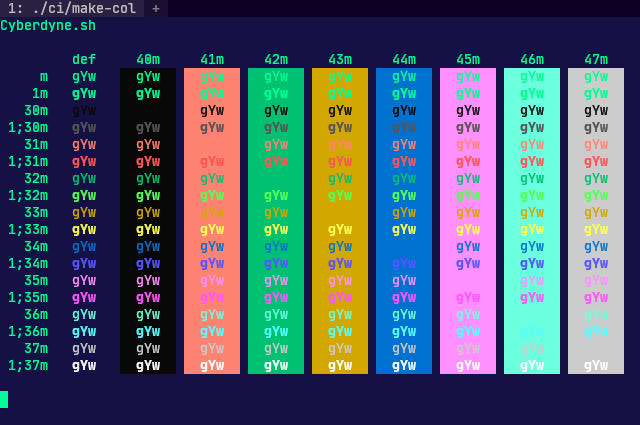 1: ./ci/make-col +
Cyberdyne.sh
def 40m 41m 42m 43m 44m 45m 46m 47m
m gYw gYw gYw gYw gYw gYw gYw gYw gYw
1m gYw gYw gYw gYw gYw gYw gYw gYw gYw
30m gYw gYw gYw gYw gYw gYw gYw gYw
1;30m gYw gYw gYw gYw gYw gYw gYw gYw gYw
31m gYw gYw gYw gYw gYw gYw gYw gYw
1;31m gYw gYw gYw gYw gYw gYw gYw gYw gYw
32m gYw gYw gYw gYw gYw gYw gYw gYw
1;32m gYw gYw gYw gYw gYw gYw gYw gYw gYw
33m gYw gYw gYw gYw gYw gYw gYw gYw
1;33m gYw gYw gYw gYw gYw gYw gYw gYw gYw
34m gYw gYw gYw gYw gYw gYw gYw gYw
1;34m gYw gYw gYw gYw gYw gYw gYw gYw gYw
35m gYw gYw gYw gYw gYw gYw gYw gYw
1;35m gYw gYw gYw gYw gYw gYw gYw gYw gYw
36m gYw gYw gYw gYw gYw gYw gYw gYw
1;36m gYw gYw gYw gYw gYw gYw gYw gYw gYw
37m gYw gYw gYw gYw gYw gYw gYw gYw
1;37m gYw gYw gYw gYw gYw gYw gYw gYw gYw